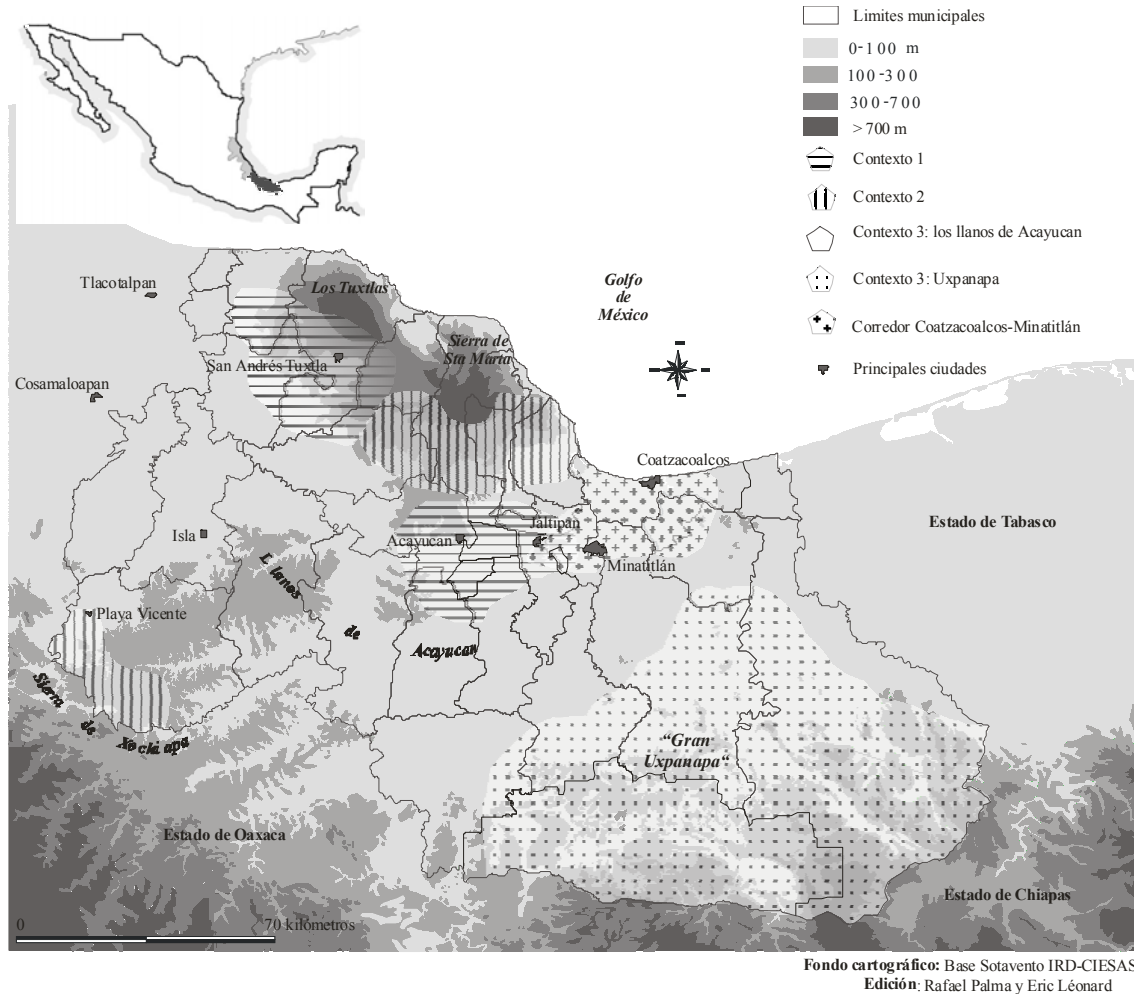 Limites municipales
0-100 m
100-300
300-700
>700 m
Contexto 1
Contexto 2
Contexto 3: los llanos de Acayucan
Contexto 3: Uxpanapa
Corredor Coatzacoalcos-Minatitlán
Principales ciudades
Tlacotalpan
Los Tuxtlas
Golfo
de
México
Sierra de
Sta Marta
San Andrés Tuxtla
Cosamaloapan
Coatzacoalcos
Estado de Tabasco
Jáltipan
Isla
Acayucan
Minatitlán
Llanos
de
Acayucan
Playa Vicente
Sierra
de
Xochiapa
"Gran
Uxpanapa"
Estado de Oaxaca
Estado de Chiapas
0
70 kilómetros
Fondo cartográfico: Base Sotavento IRD-CIESAS
Edición: Rafael Palma y Eric Léonard